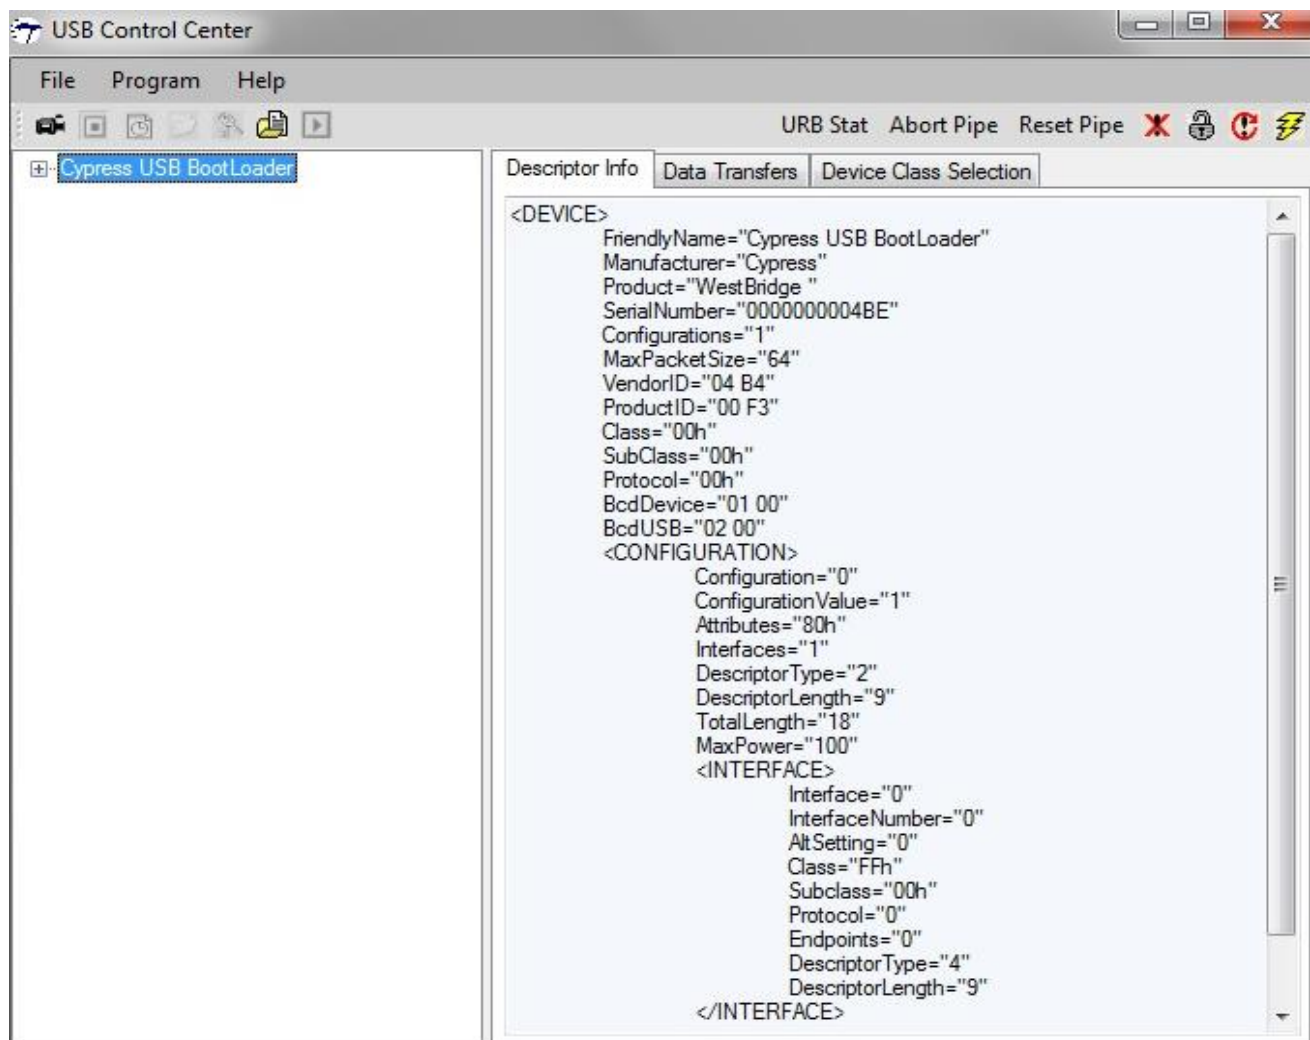 USB Control Center
File Program Help
URB Stat Abort Pipe Reset Pipe
Cypress USB BootLoader
Descriptor Info Data Transfers Device Class Selection
<DEVICE>
FriendlyName="Cypress USB BootLoader"
Manufacturer="Cypress"
Product="WestBridge "
SerialNumber="0000000004BE"
Configurations="1"
MaxPacketSize="64"
VendorID="04 B4"
ProductID="00 F3"
Class="00h"
SubClass="00h"
Protocol="00h"
BcdDevice="01 00"
BcdUSB="02 00"
<CONFIGURATION>
Configuration="0"
ConfigurationValue="1"
Attributes="80h"
Interfaces="1"
DescriptorType="2"
DescriptorLength="9"
TotalLength="18"
MaxPower="100"
<INTERFACE>
Interface="0"
InterfaceNumber="0"
AltSetting="0"
Class="FFh"
Subclass="00h"
Protocol="0"
Endpoints="0"
DescriptorType="4"
DescriptorLength="9"
</INTERFACE>